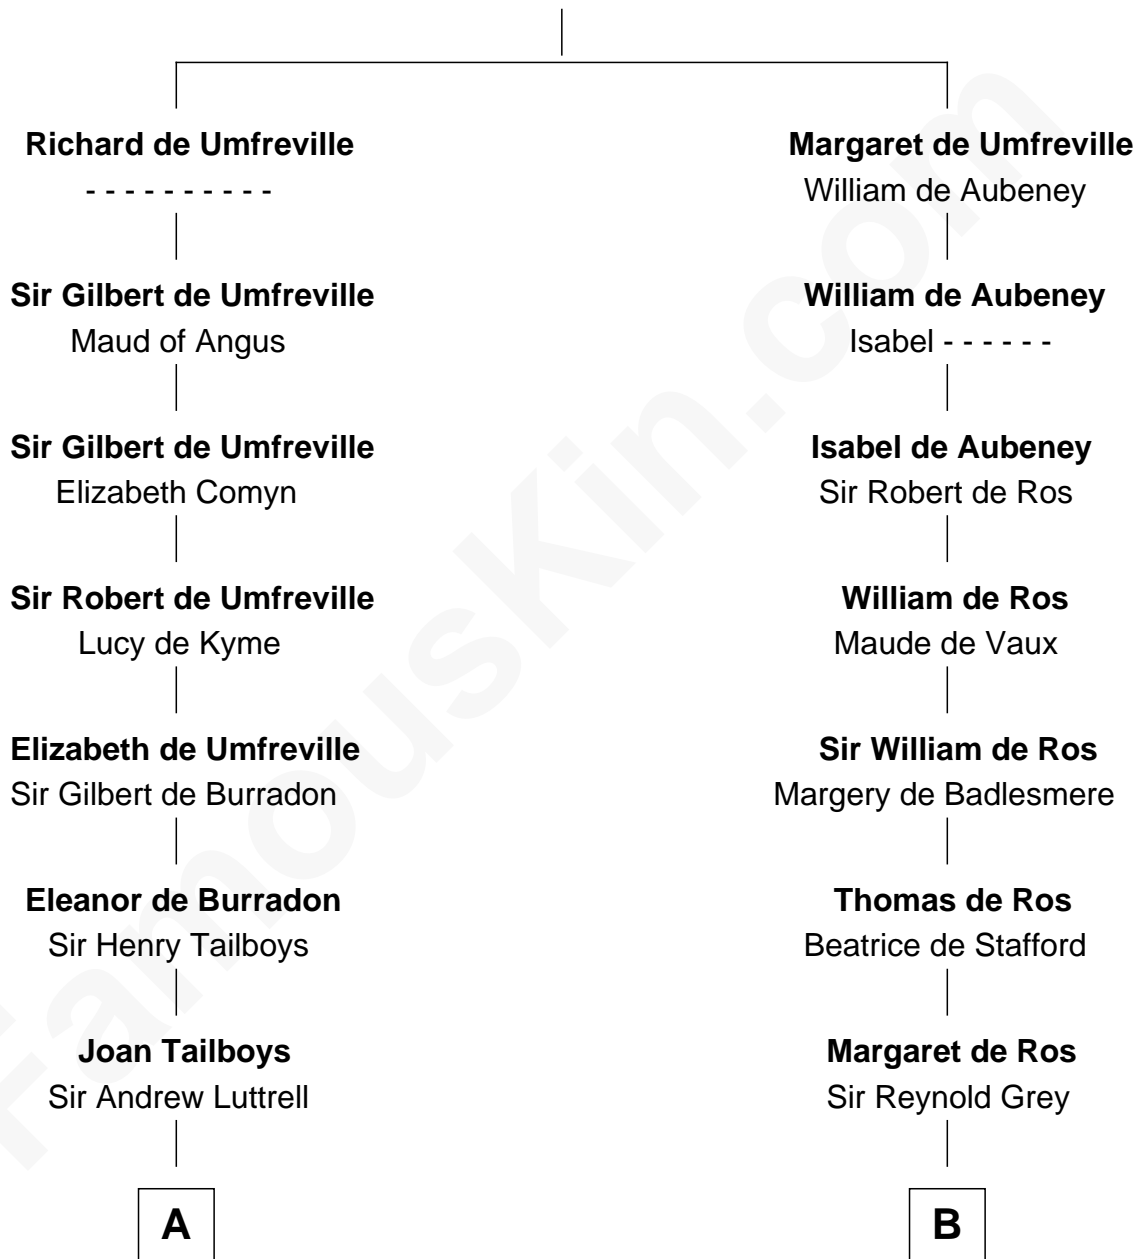 Richard de Umfreville
- - - - - - - - - -
Sir Gilbert de Umfreville
Maud of Angus
Sir Gilbert de Umfreville
Elizabeth Comyn
Sir Robert de Umfreville
Lucy de Kyme
Elizabeth de Umfreville
Sir Gilbert de Burradon
Eleanor de Burradon
Sir Henry Tailboys
Joan Tailboys
Sir Andrew Luttrell
A
Margaret de Umfreville
William de Aubeney
William de Aubeney
Isabel - - - - - -
Isabel de Aubeney
Sir Robert de Ros
William de Ros
Maude de Vaux
Sir William de Ros
Margery de Badlesmere
Thomas de Ros
Beatrice de Stafford
Margaret de Ros
Sir Reynold Grey
B
FamousKin.com